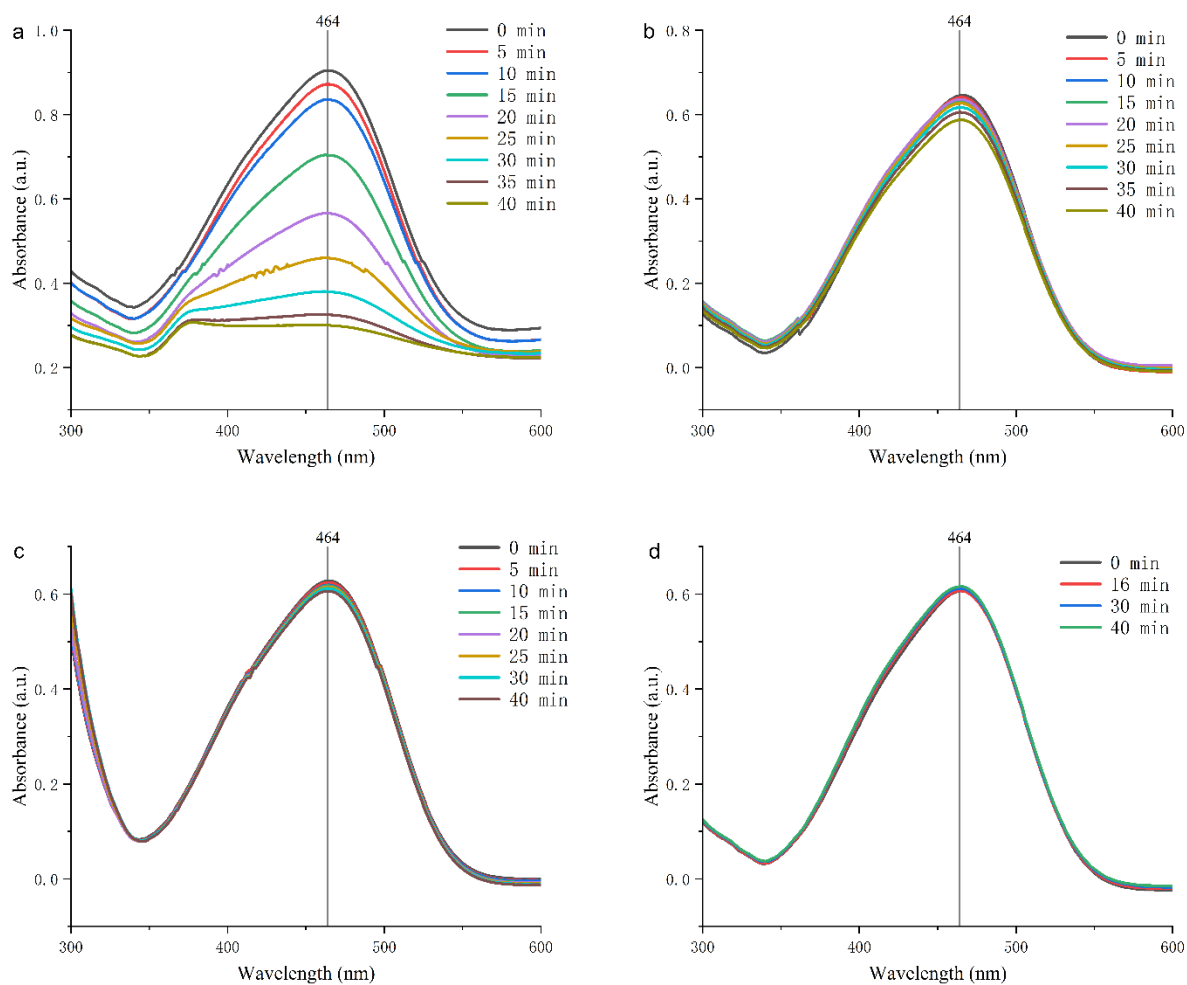 a
464
0 min
5 min
10 min
15 min
20 min
25 min
30 min
35 min
40 min
1.0
0.8
0.6
0.4
0.2
Absorbance (a.u.)
300
400
500
600
Wavelength (nm)
b
464
0 min
5 min
10 min
15 min
20 min
25 min
30 min
35 min
40 min
0.8
0.6
0.4
0.2
0.0
Absorbance (a.u.)
300
400
500
600
Wavelength (nm)
c
464
0 min
5 min
10 min
15 min
20 min
25 min
30 min
40 min
0.6
0.4
0.2
0.0
Absorbance (a.u.)
300
400
500
600
Wavelength (nm)
d
464
0 min
16 min
30 min
40 min
0.6
0.4
0.2
0.0
Absorbance (a.u.)
300
400
500
600
Wavelength (nm)